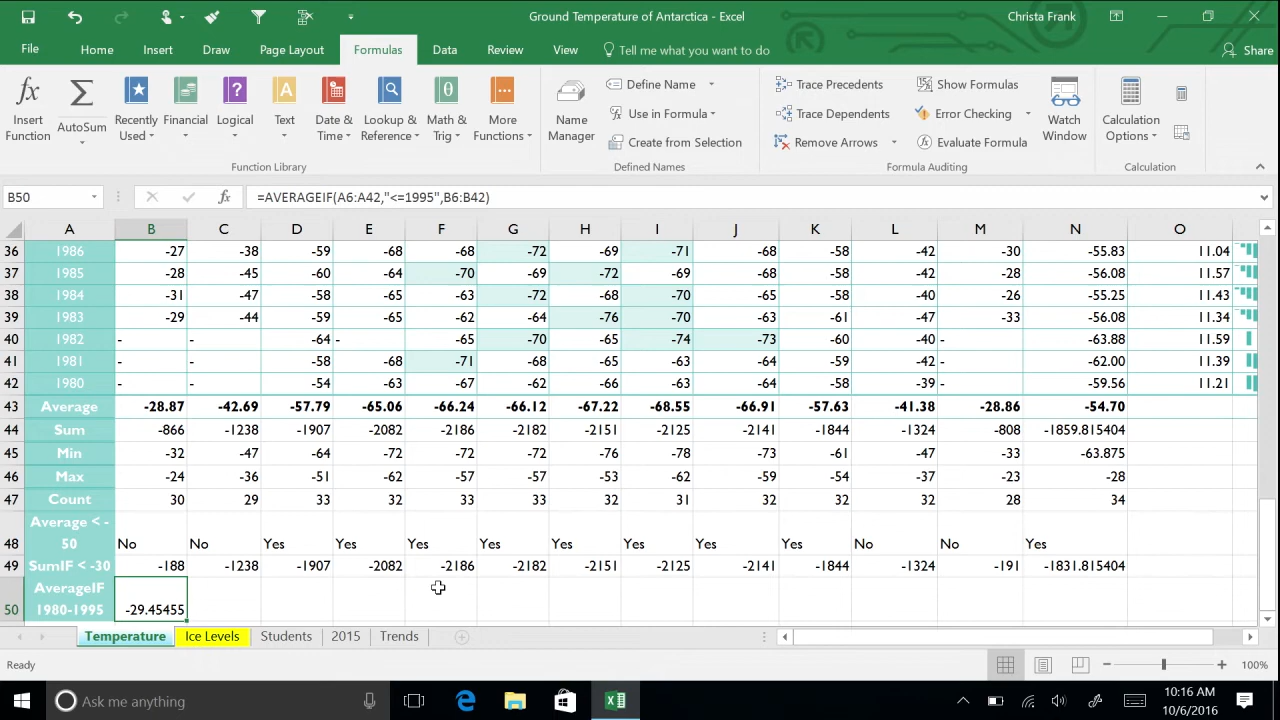 Ground Temperature of Antarctica - Excel
Christa Frank
File Home Insert Draw Page Layout Formulas Data Review View Tell me what you want to do Share
Insert Function
AutoSum
Recently Used
Financial
Logical
Text
Date & Time
Lookup & Reference
Math & Trig
More Functions
Function Library
Name Manager
Define Name
Use in Formula
Create from Selection
Defined Names
Trace Precedents
Trace Dependents
Remove Arrows
Show Formulas
Error Checking
Evaluate Formula
Formula Auditing
Watch Window
Calculation Options
Calculation
B50 fx =AVERAGEIF(A6:A42,"<=1995",B6:B42)
A B C D E F G H I J K L M N O
36 1986 -27 -38 -59 -68 -68 -72 -69 -71 -68 -58 -42 -30 -55.83 11.04
37 1985 -28 -45 -60 -64 -70 -69 -72 -69 -68 -58 -42 -28 -56.08 11.57
38 1984 -31 -47 -58 -65 -63 -72 -68 -70 -65 -58 -40 -26 -55.25 11.43
39 1983 -29 -44 -59 -65 -62 -64 -76 -70 -63 -61 -47 -33 -56.08 11.34
40 1982 - - -64 - -65 -70 -65 -74 -73 -60 -40 - -63.88 11.59
41 1981 - - -58 -68 -71 -68 -65 -63 -64 -59 -42 - -62.00 11.39
42 1980 - - -54 -63 -67 -62 -66 -63 -64 -58 -39 - -59.56 11.21
43 Average -28.87 -42.69 -57.79 -65.06 -66.24 -66.12 -67.22 -68.55 -66.91 -57.63 -41.38 -28.86 -54.70
44 Sum -866 -1238 -1907 -2082 -2186 -2182 -2151 -2125 -2141 -1844 -1324 -808 -1859.815404
45 Min -32 -47 -64 -72 -72 -72 -76 -78 -73 -61 -47 -33 -63.875
46 Max -24 -36 -51 -62 -57 -57 -53 -62 -59 -54 -37 -23 -28
47 Count 30 29 33 32 33 33 32 31 32 32 32 28 34
Average < -
48 50 No No Yes Yes Yes Yes Yes Yes Yes Yes No No Yes
49 SumIF < -30 -188 -1238 -1907 -2082 -2186 -2182 -2151 -2125 -2141 -1844 -1324 -191 -1831.815404
AverageIF
50 1980-1995 -29.45455
Temperature Ice Levels Students 2015 Trends
Ready 100%
Ask me anything
10:16 AM
10/6/2016